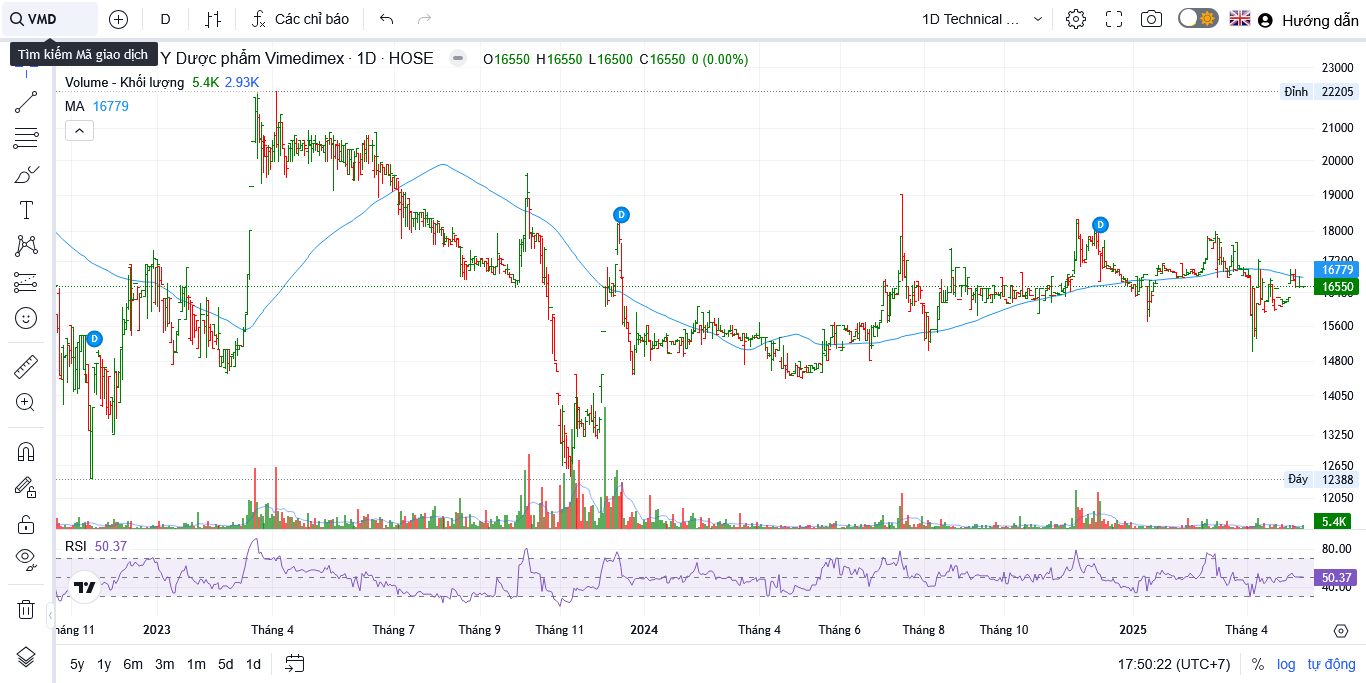 VMD D Các chỉ báo 1D Technical ... Hướng dẫn
Tìm kiếm Mã giao dịch
Y Dược phẩm Vimedimex · 1D · HOSE O16550 H16550 L16500 C16550 0 (0.00%)
Volume - Khối lượng 5.4K 2.93K
MA 16779
23000
Đỉnh 22205
21000
20000
19000
18000
D
D
17200
16779
16550
15600
D
14800
14050
13250
12650
Đáy 12388
12050
5.4K
RSI 50.37
80.00
50.37
40.00
háng 11 2023 Tháng 4 Tháng 7 Tháng 9 Tháng 11 2024 Tháng 4 Tháng 6 Tháng 8 Tháng 10 2025 Tháng 4
5y 1y 6m 3m 1m 5d 1d 17:50:22 (UTC+7) % log tự động